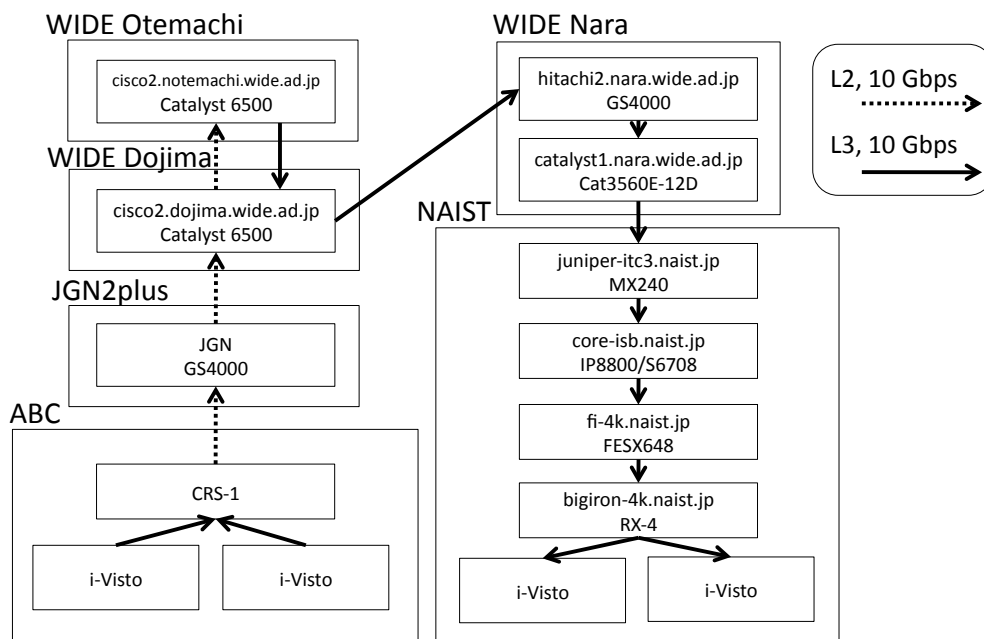 WIDE Otemachi
cisco2.notemachi.wide.ad.jp
Catalyst 6500
WIDE Dojima
cisco2.dojima.wide.ad.jp
Catalyst 6500
JGN2plus
JGN
GS4000
ABC
CRS-1
i-Visto
i-Visto
WIDE Nara
hitachi2.nara.wide.ad.jp
GS4000
catalyst1.nara.wide.ad.jp
Cat3560E-12D
NAIST
juniper-itc3.naist.jp
MX240
core-isb.naist.jp
IP8800/S6708
fi-4k.naist.jp
FESX648
bigiron-4k.naist.jp
RX-4
i-Visto
i-Visto
L2, 10 Gbps
L3, 10 Gbps